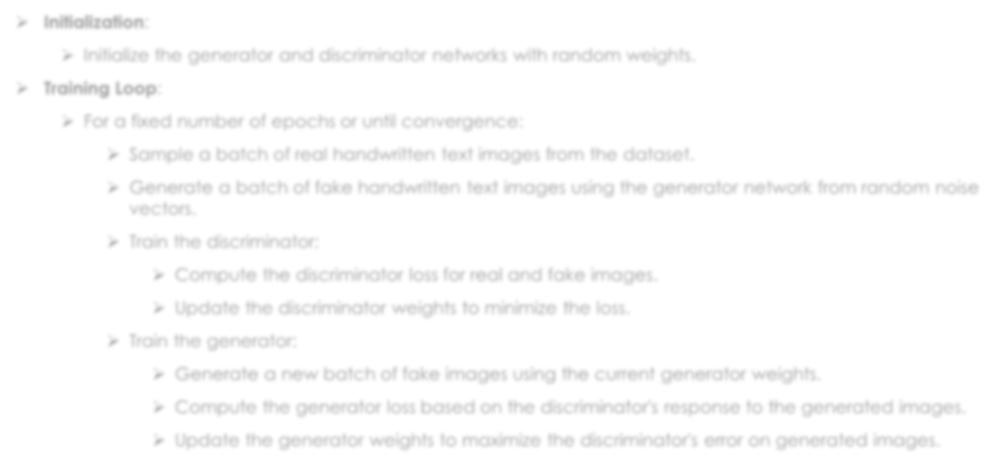 ➢ Initialization:
➢ Initialize the generator and discriminator networks with random weights.
➢ Training Loop:
➢ For a fixed number of epochs or until convergence:
➢ Sample a batch of real handwritten text images from the dataset.
➢ Generate a batch of fake handwritten text images using the generator network from random noise
vectors.
➢ Train the discriminator:
➢ Compute the discriminator loss for real and fake images.
➢ Update the discriminator weights to minimize the loss.
➢ Train the generator:
➢ Generate a new batch of fake images using the current generator weights.
➢ Compute the generator loss based on the discriminator's response to the generated images.
➢ Update the generator weights to maximize the discriminator's error on generated images.